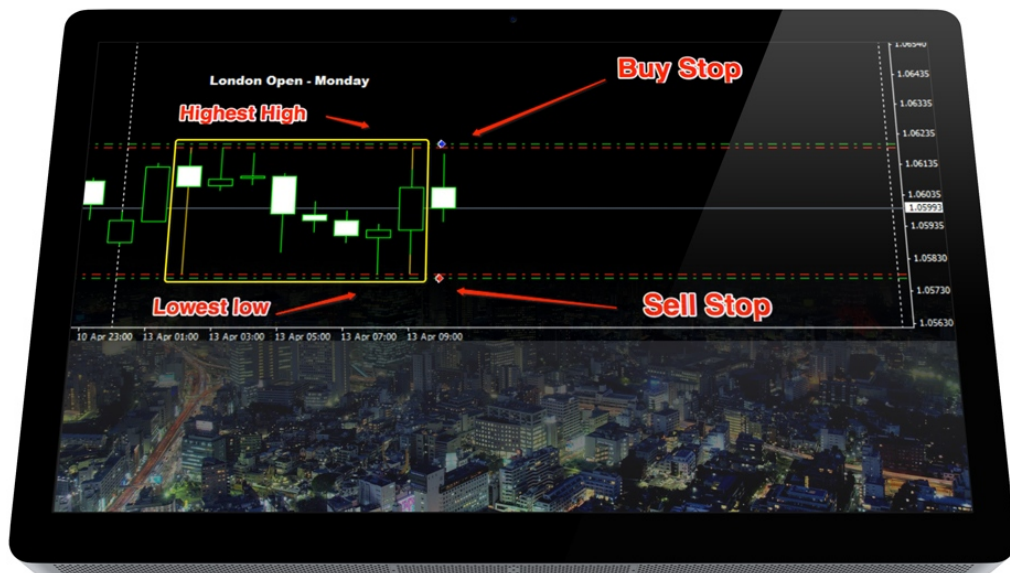 1.06540
London Open - Monday
Buy Stop
1.06435
Highest High
1.06335
1.06235
1.06135
1.06035
1.05993
1.05935
1.05830
1.05730
Lowest low
Sell Stop
1.05630
10 Apr 23:00 13 Apr 01:00 13 Apr 03:00 13 Apr 05:00 13 Apr 07:00 13 Apr 09:00